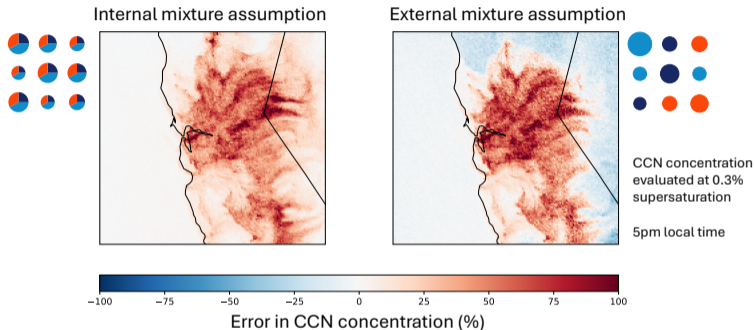 Internal mixture assumption
External mixture assumption
CCN concentration
evaluated at 0.3%
supersaturation
5pm local time
−100 −75 −50 −25 0 25 50 75 100
Error in CCN concentration (%)